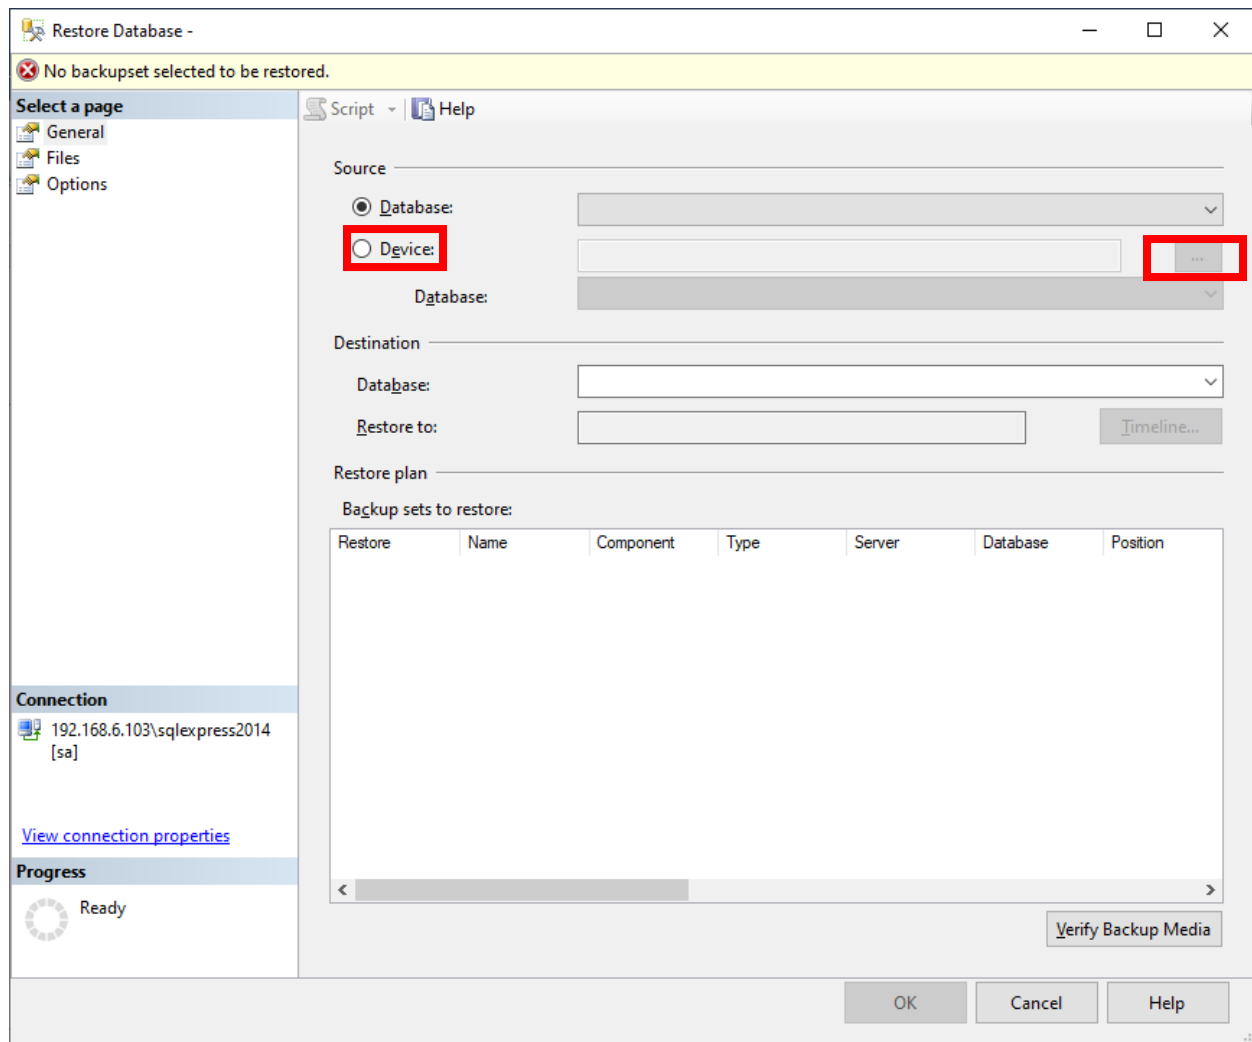 Restore Database -
No backupset selected to be restored.
Select a page
General
Files
Options
Script
Help
Source
Database:
Device:
...
Database:
Destination
Database:
Restore to:
Timeline...
Restore plan
Backup sets to restore:
Restore Name Component Type Server Database Position
Connection
192.168.6.103\sqlexpress2014
[sa]
View connection properties
Progress
Ready
Verify Backup Media
OK Cancel Help